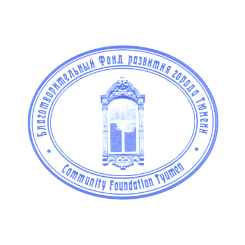 Благотворительный Фонд развития города Тюмени
Community Foundation Tyumen